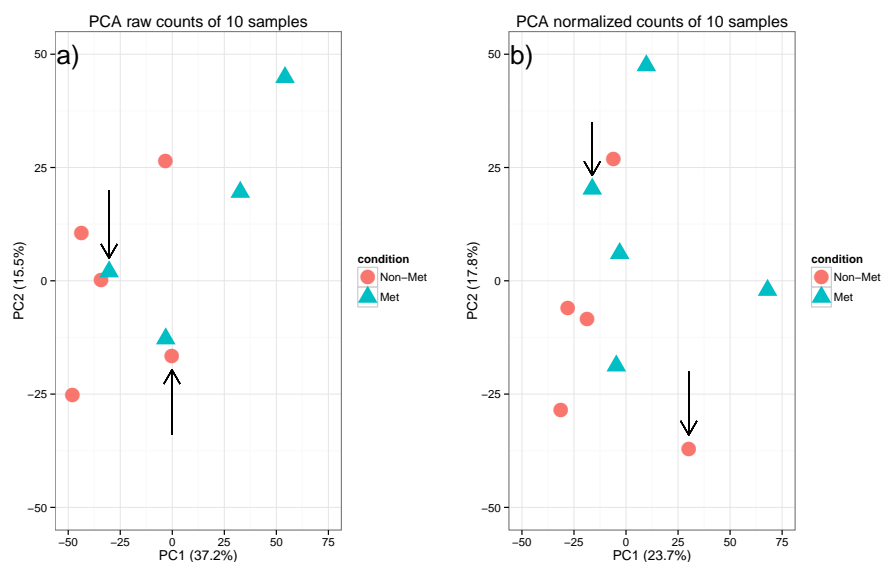 PCA raw counts of 10 samples
a)
50
25
0
−25
−50
−50
−25
0
25
50
75
PC1 (37.2%)
PC2 (15.5%)
condition
Non−Met
Met
PCA normalized counts of 10 samples
b)
50
25
0
−25
−50
−50
−25
0
25
50
75
PC1 (23.7%)
PC2 (17.8%)
condition
Non−Met
Met